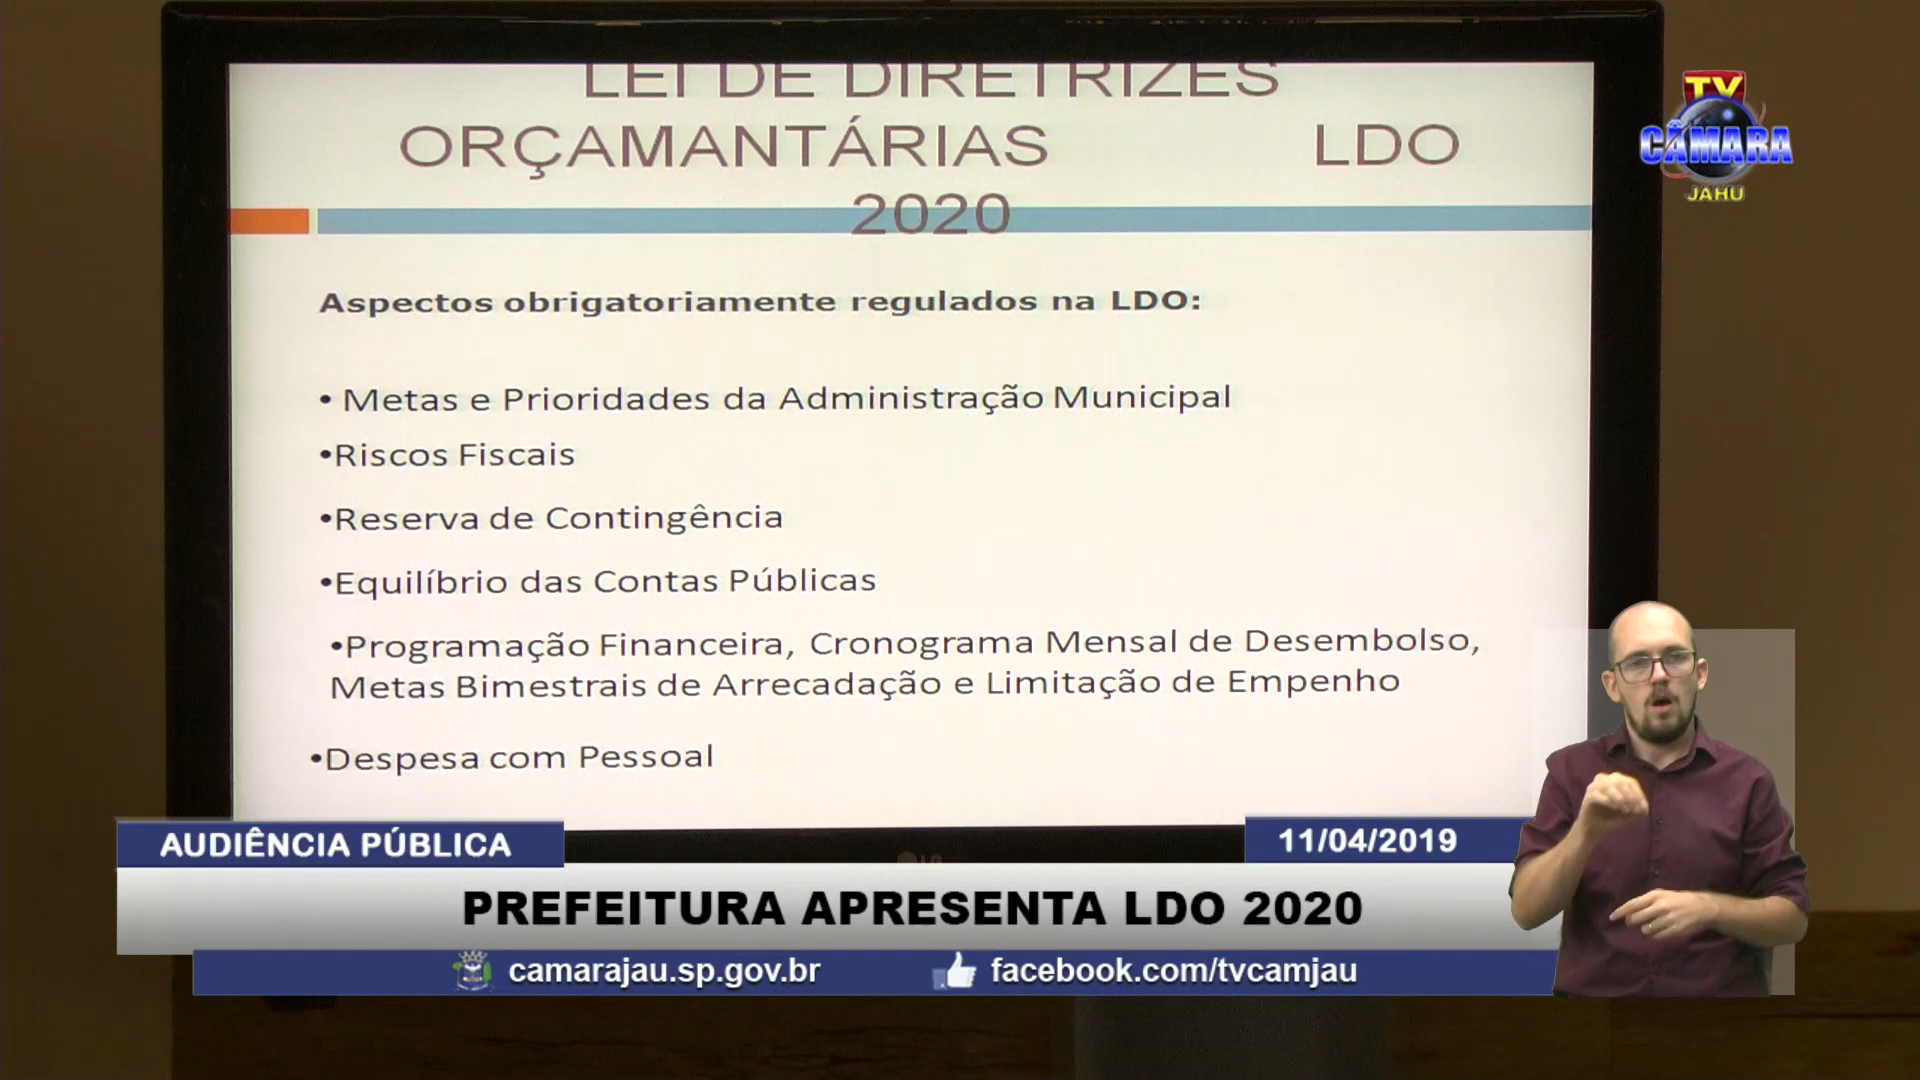 LEI DE DIRETRIZES
ORÇAMANTÁRIAS LDO
2020
TV
CÂMARA
JAHU
Aspectos obrigatoriamente regulados na LDO:
• Metas e Prioridades da Administração Municipal
•Riscos Fiscais
•Reserva de Contingência
•Equilíbrio das Contas Públicas
•Programação Financeira, Cronograma Mensal de Desembolso,
Metas Bimestrais de Arrecadação e Limitação de Empenho
•Despesa com Pessoal
AUDIÊNCIA PÚBLICA
11/04/2019
PREFEITURA APRESENTA LDO 2020
camarajau.sp.gov.br
facebook.com/tvcamjau